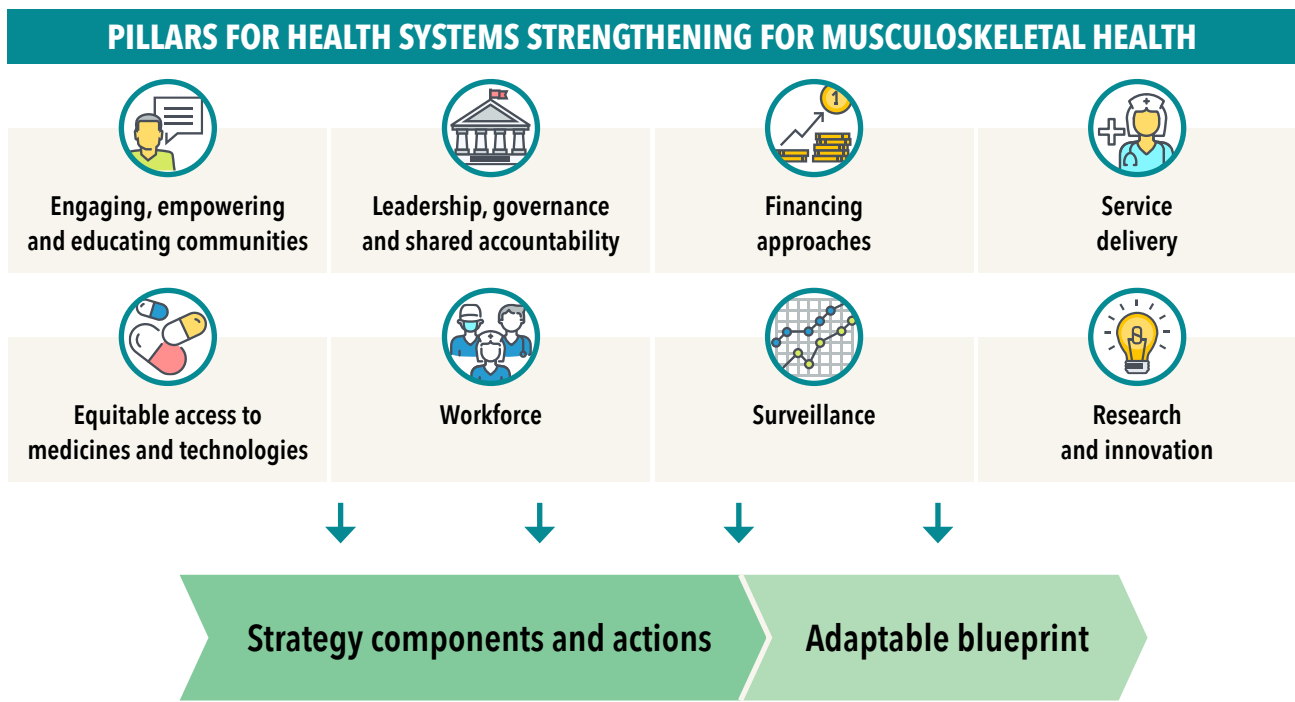 PILLARS FOR HEALTH SYSTEMS STRENGTHENING FOR MUSCULOSKELETAL HEALTH
1
Engaging, empowering
and educating communities
Leadership, governance
and shared accountability
Financing
approaches
Service
delivery
Equitable access to
medicines and technologies
Workforce
Surveillance
Research
and innovation
Strategy components and actions
Adaptable blueprint